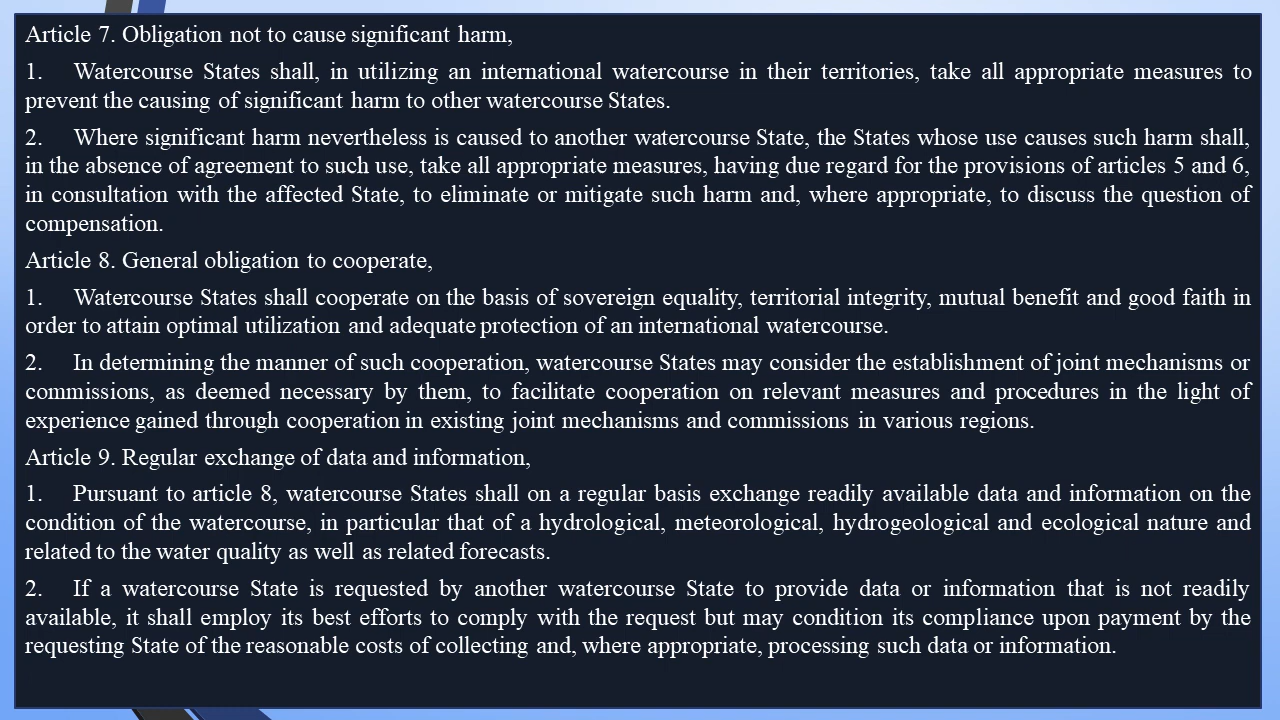 Article 7. Obligation not to cause significant harm,
1. Watercourse States shall, in utilizing an international watercourse in their territories, take all appropriate measures to
prevent the causing of significant harm to other watercourse States.
2. Where significant harm nevertheless is caused to another watercourse State, the States whose use causes such harm shall,
in the absence of agreement to such use, take all appropriate measures, having due regard for the provisions of articles 5 and 6,
in consultation with the affected State, to eliminate or mitigate such harm and, where appropriate, to discuss the question of
compensation.
Article 8. General obligation to cooperate,
1. Watercourse States shall cooperate on the basis of sovereign equality, territorial integrity, mutual benefit and good faith in
order to attain optimal utilization and adequate protection of an international watercourse.
2. In determining the manner of such cooperation, watercourse States may consider the establishment of joint mechanisms or
commissions, as deemed necessary by them, to facilitate cooperation on relevant measures and procedures in the light of
experience gained through cooperation in existing joint mechanisms and commissions in various regions.
Article 9. Regular exchange of data and information,
1. Pursuant to article 8, watercourse States shall on a regular basis exchange readily available data and information on the
condition of the watercourse, in particular that of a hydrological, meteorological, hydrogeological and ecological nature and
related to the water quality as well as related forecasts.
2. If a watercourse State is requested by another watercourse State to provide data or information that is not readily
available, it shall employ its best efforts to comply with the request but may condition its compliance upon payment by the
requesting State of the reasonable costs of collecting and, where appropriate, processing such data or information.